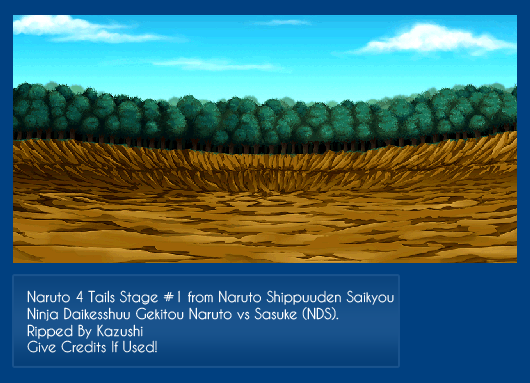 Naruto 4 Tails Stage #1 from Naruto Shippuuden Saikyou
Ninja Daikesshuu Gekitou Naruto vs Sasuke (NDS).
Ripped By Kazushi
Give Credits If Used!